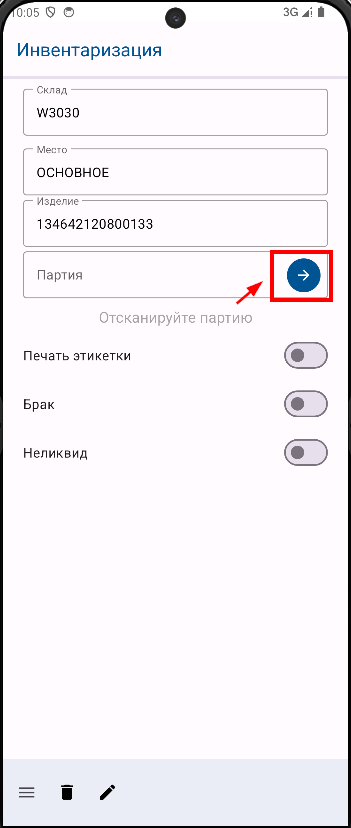 10:05 3G
Инвентаризация
Склад
W3030
Место
ОСНОВНОЕ
Изделие
134642120800133
Партия
Отсканируйте партию
Печать этикетки
Брак
Неликвид